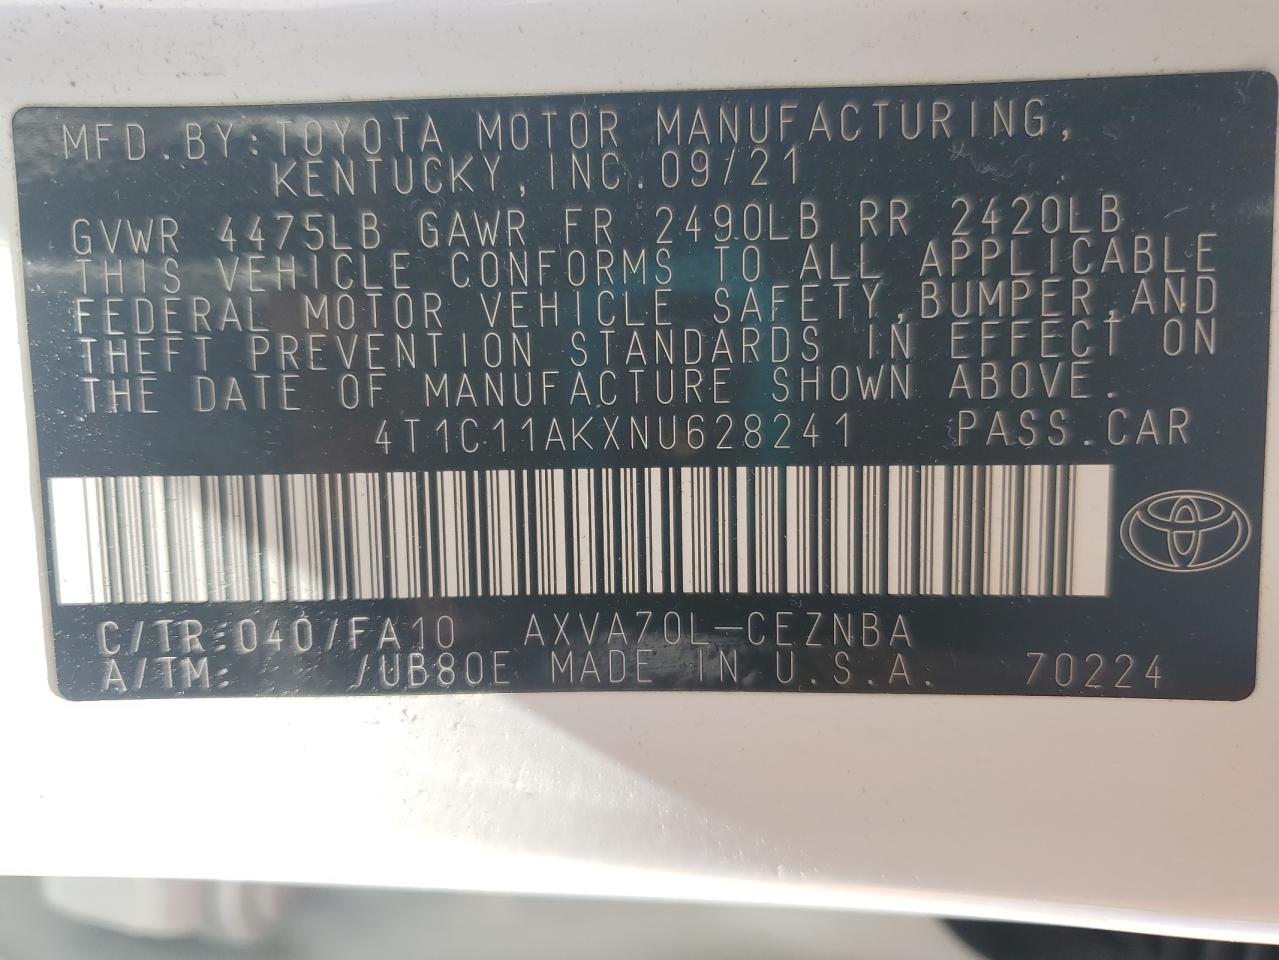 MFD.BY:TOYOTA MOTOR MANUFACTURING,
KENTUCKY,INC.09/21
GVWR 4475LB GAWR FR 2490LB RR 2420LB
THIS VEHICLE CONFORMS TO ALL APPLICABLE
FEDERAL MOTOR VEHICLE SAFETY,BUMPER,AND
THEFT PREVENTION STANDARDS IN EFFECT ON
THE DATE OF MANUFACTURE SHOWN ABOVE.
4T1C11AKXNU628241 PASS.CAR
C/TR:040/FA10 AXVA70L-CEZNBA
A/TM: /UB80E MADE IN U.S.A. 70224